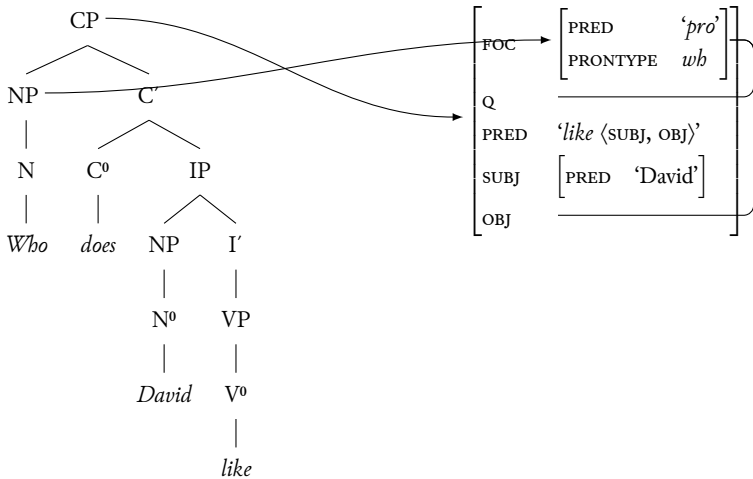 CP
NP C′
N C⁰ IP
Who does NP I′
N⁰ VP
David V⁰
like
FOC PRED ‘pro’
PRONTYPE wh
Q
PRED ‘like ⟨SUBJ, OBJ⟩’
SUBJ PRED ‘David’
OBJ